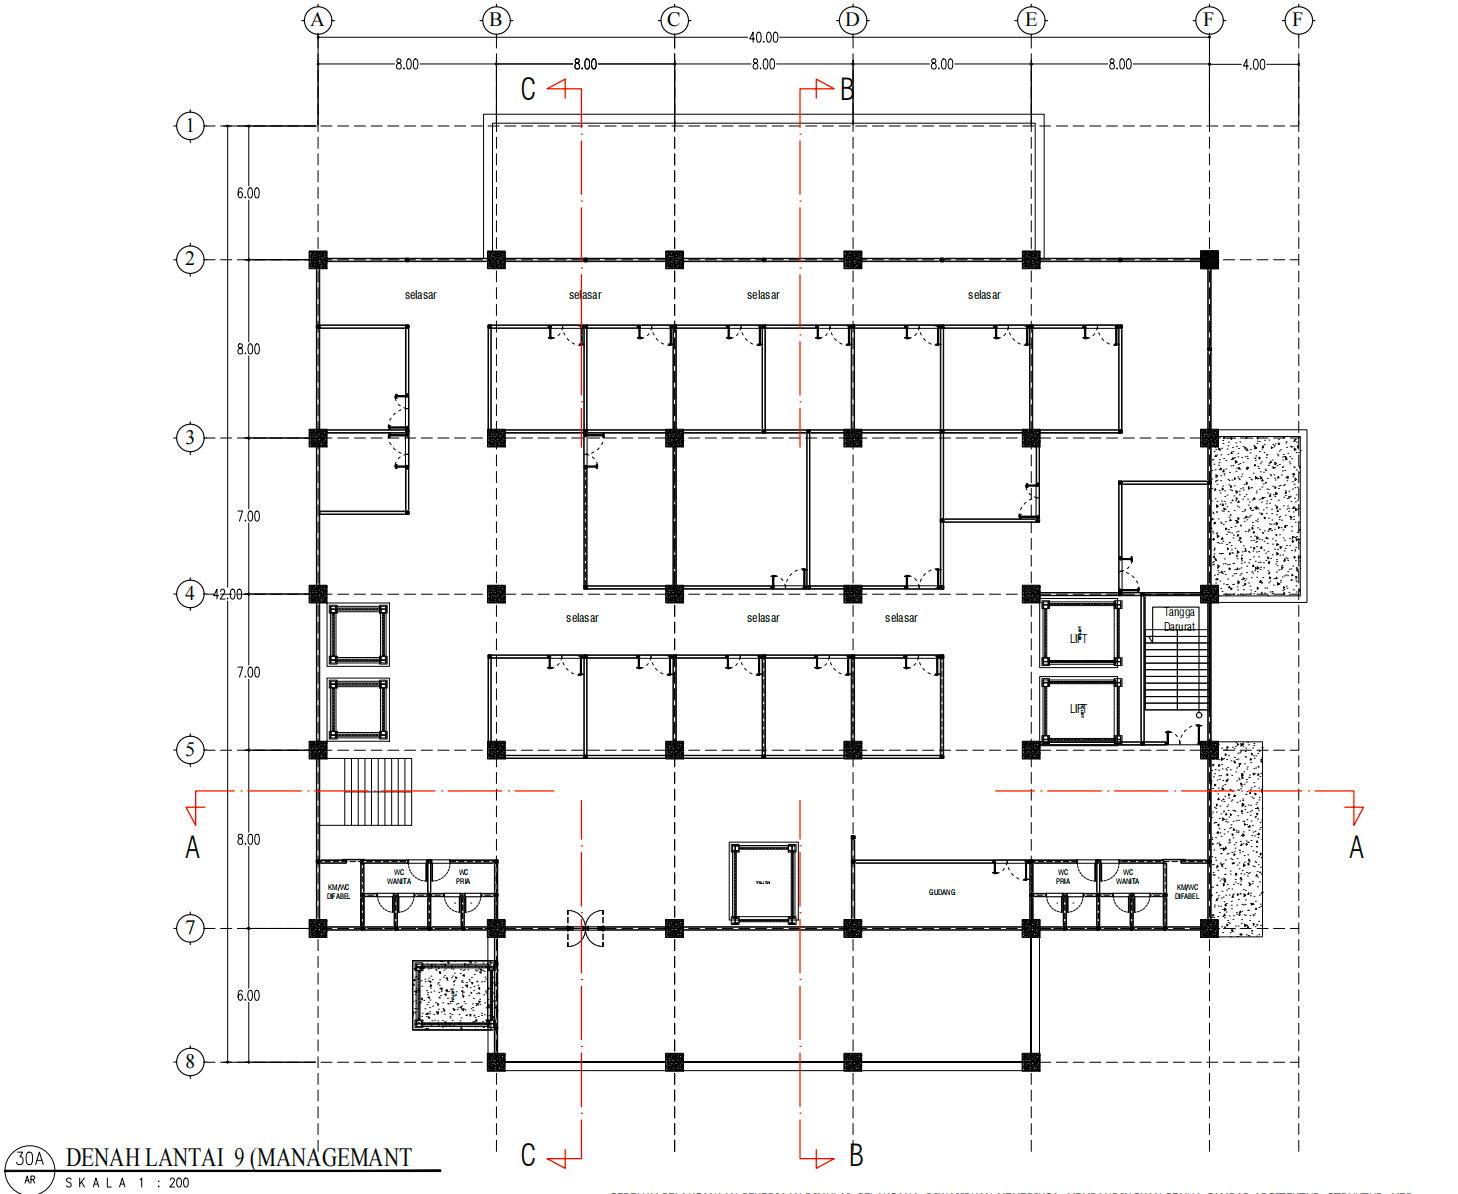 A B C D E F F
40.00
8.00 8.00 8.00 8.00 8.00 4.00
C B
1
6.00
2
selasar selasar selasar selasar
8.00
3
7.00
4
42.00
selasar selasar selasar
Tangga
Darurat
LIFT
7.00
LIFT
5
A A
8.00
KM/WC
DIFABEL
WC
WANITA
WC
PRIA
GUDANG
WC
PRIA
WC
WANITA
KM/WC
DIFABEL
7
6.00
8
C B
30A
AR
DENAH LANTAI 9 (MANAGEMANT
SKALA 1 : 200